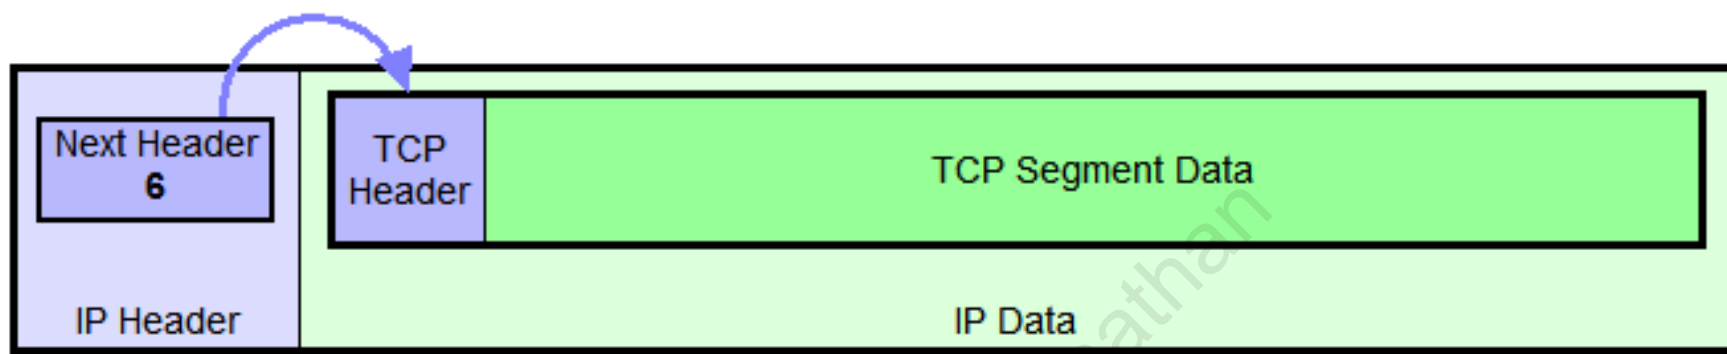 Next Header
6
TCP
Header
TCP Segment Data
IP Header
IP Data